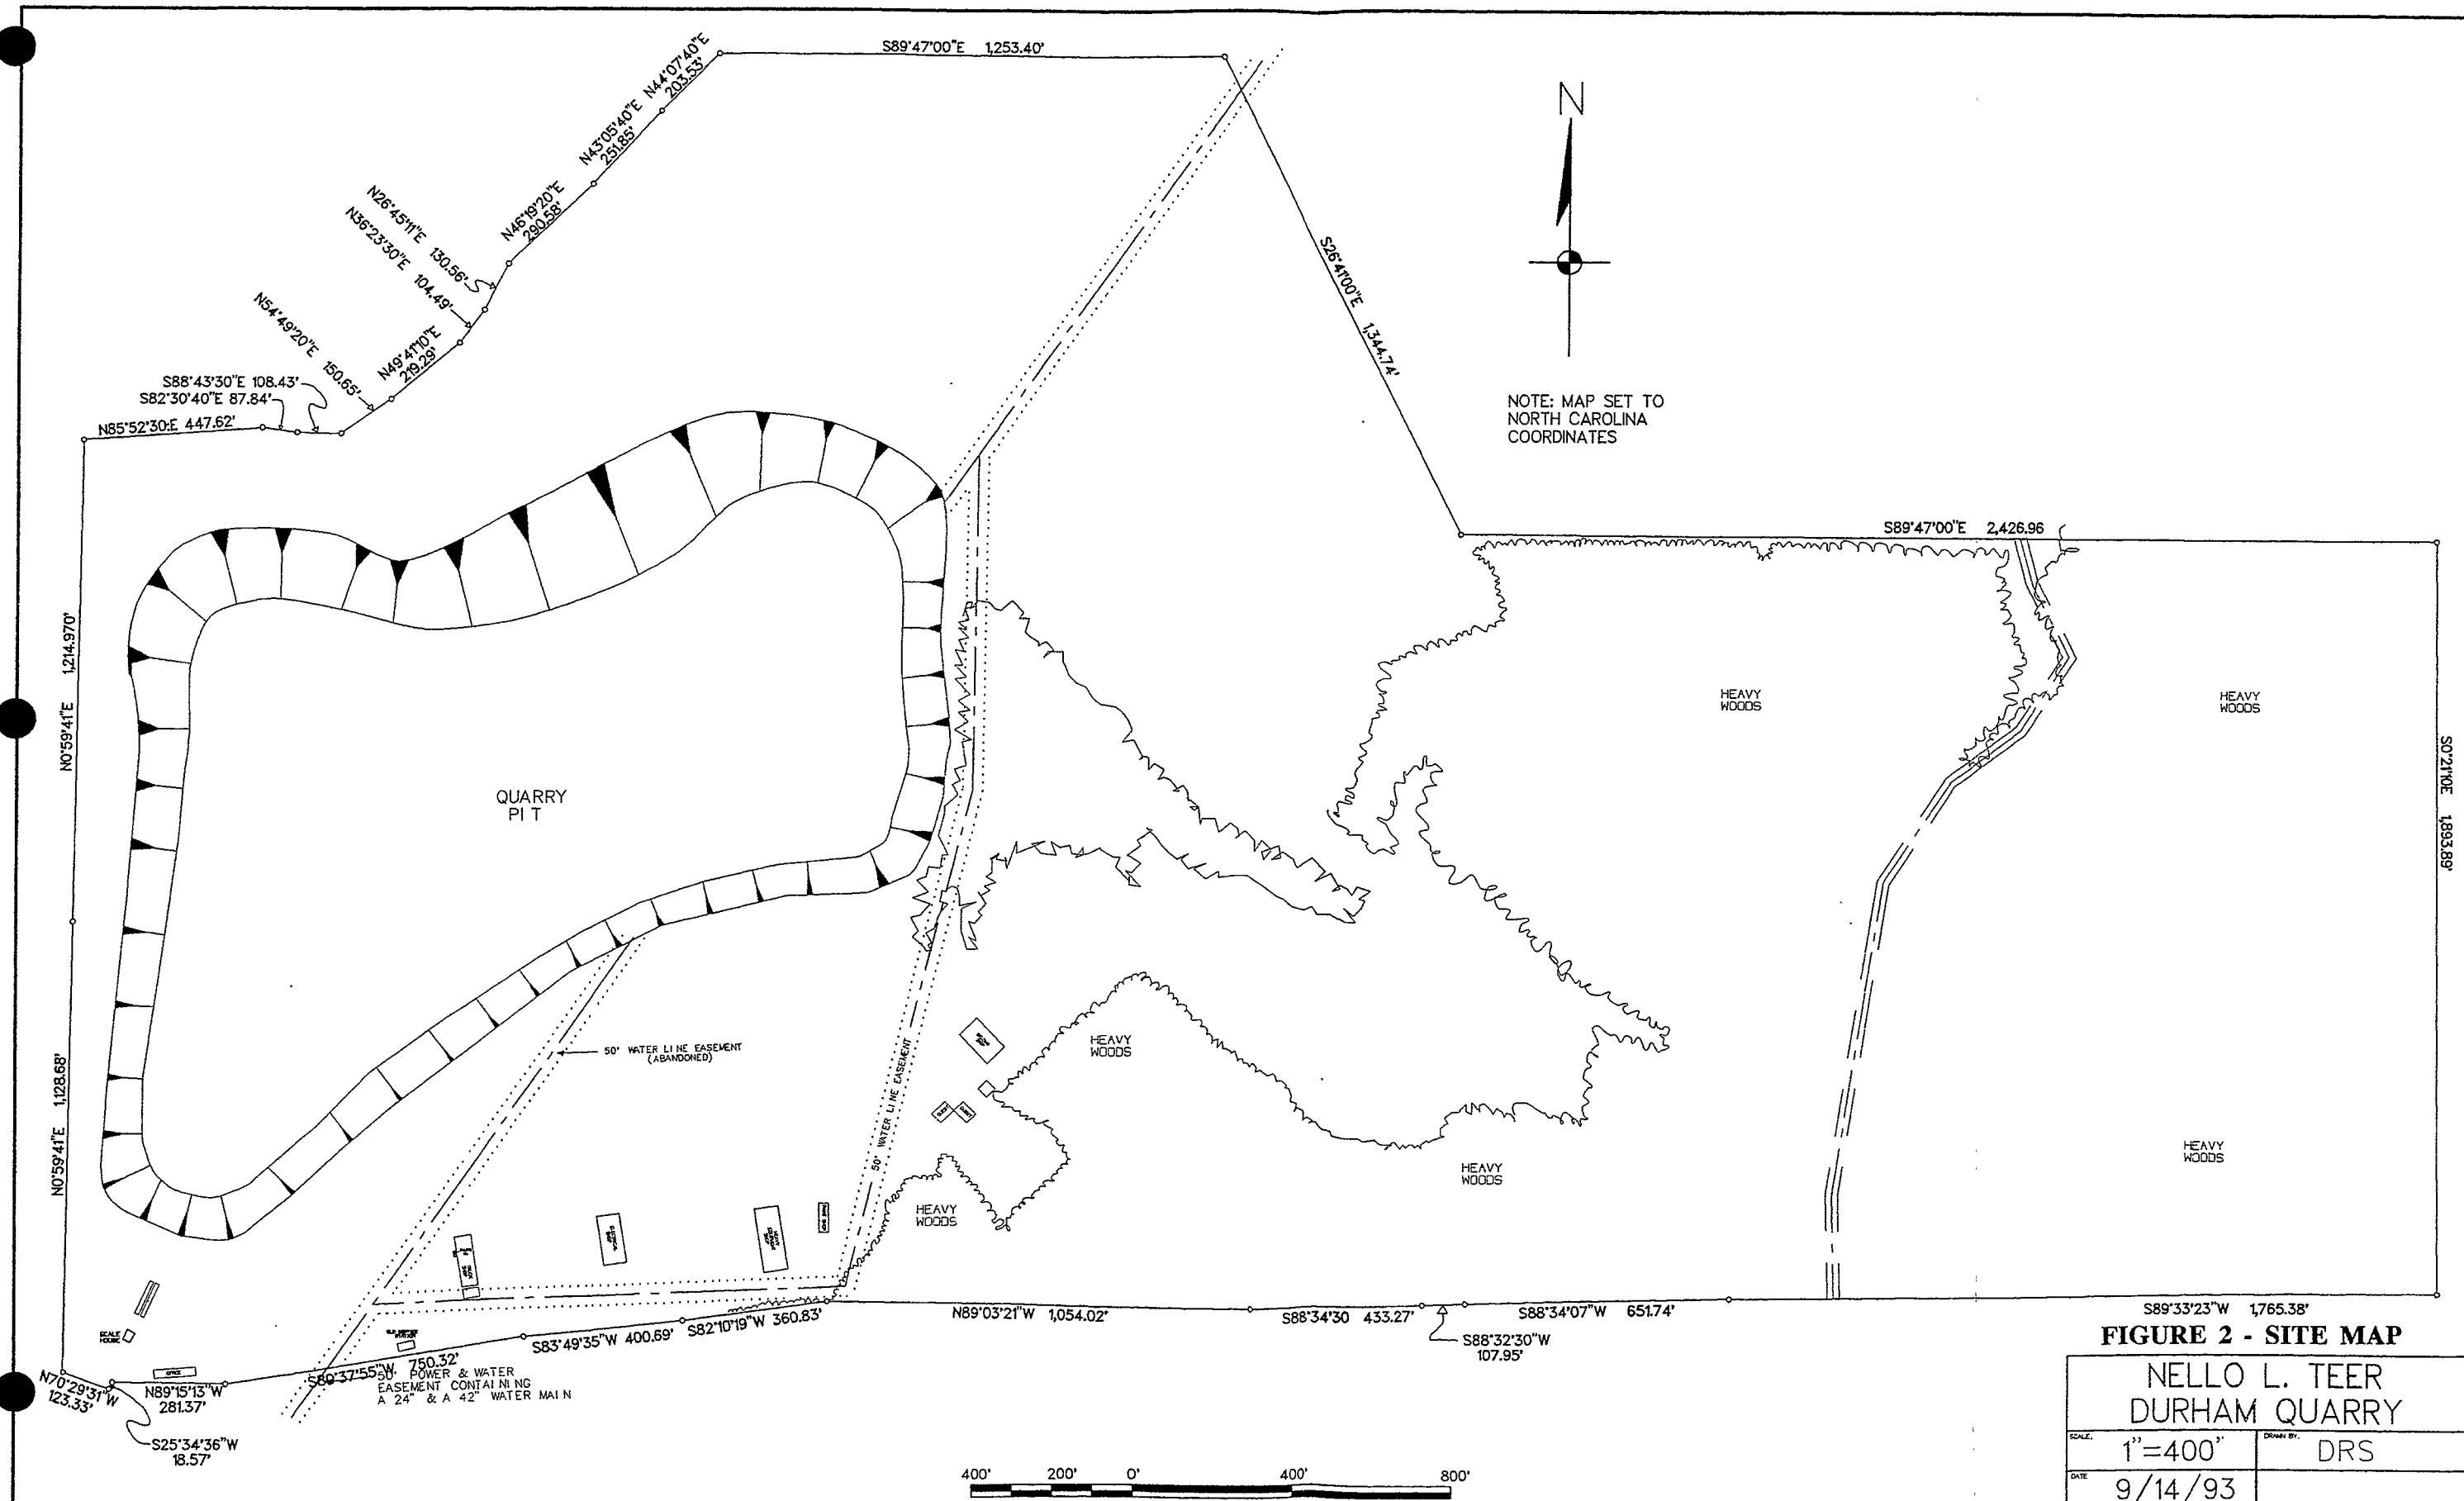 S89°47'00"E 1,253.40'
N44°07'40"E
203.53'
N43°05'40"E
251.85'
N46°19'20"E
290.58'
N26°45'11"E 130.56'
N36°23'30"E 104.49'
N54°49'20"E 150.65'
N49°41'10"E
219.29'
S88°43'30"E 108.43'
S82°30'40"E 87.84'
N85°52'30:E 447.62'
N
S26°41'00"E 1,344.74'
NOTE: MAP SET TO
NORTH CAROLINA
COORDINATES
S89°47'00"E 2,426.96
N0°59'41"E 1,214.970'
HEAVY
WOODS
HEAVY
WOODS
S0°21'10E 1,893.89'
QUARRY
PIT
50' WATER LINE EASEMENT
(ABANDONED)
50' WATER LINE EASEMENT
HEAVY
WOODS
N0°59'41"E 1,128.68'
HEAVY
WOODS
HEAVY
WOODS
HEAVY
WOODS
SCALE
HOUSE
OFFICE
N70°29'31"W
123.33'
N89°15'13"W
281.37'
S25°34'36"W
18.57'
S80°37'55"W 750.32'
50' POWER & WATER
EASEMENT CONTAINING
A 24" & A 42" WATER MAIN
S83°49'35"W 400.69'
S82°10'19"W 360.83'
N89°03'21"W 1,054.02'
S88°34'30 433.27'
S88°32'30"W
107.95'
S88°34'07"W 651.74'
S89°33'23"W 1,765.38'
FIGURE 2 - SITE MAP
NELLO L. TEER
DURHAM QUARRY
SCALE. 1"=400' DRAWN BY. DRS
DATE 9/14/93
400' 200' 0' 400' 800'